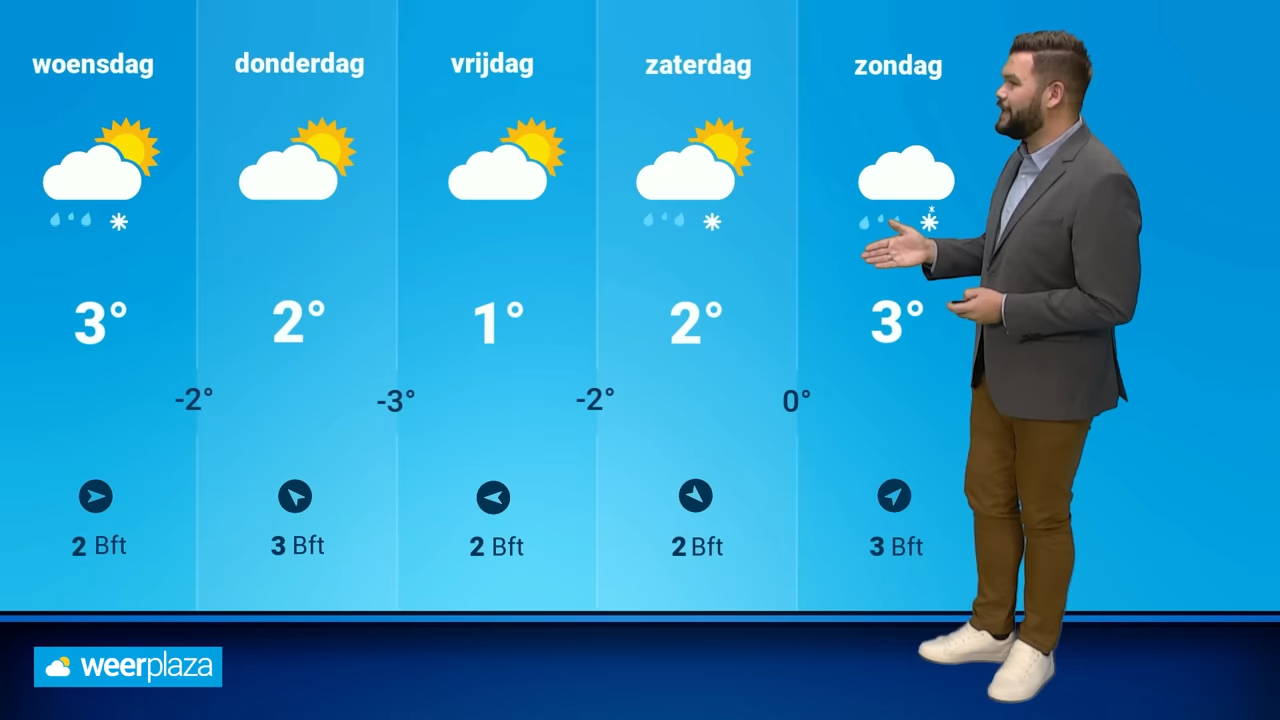 woensdag donderdag vrijdag zaterdag zondag
3° 2° 1° 2° 3°
-2° -3° -2° 0°
2 Bft 3 Bft 2 Bft 2 Bft 3 Bft
weerplaza